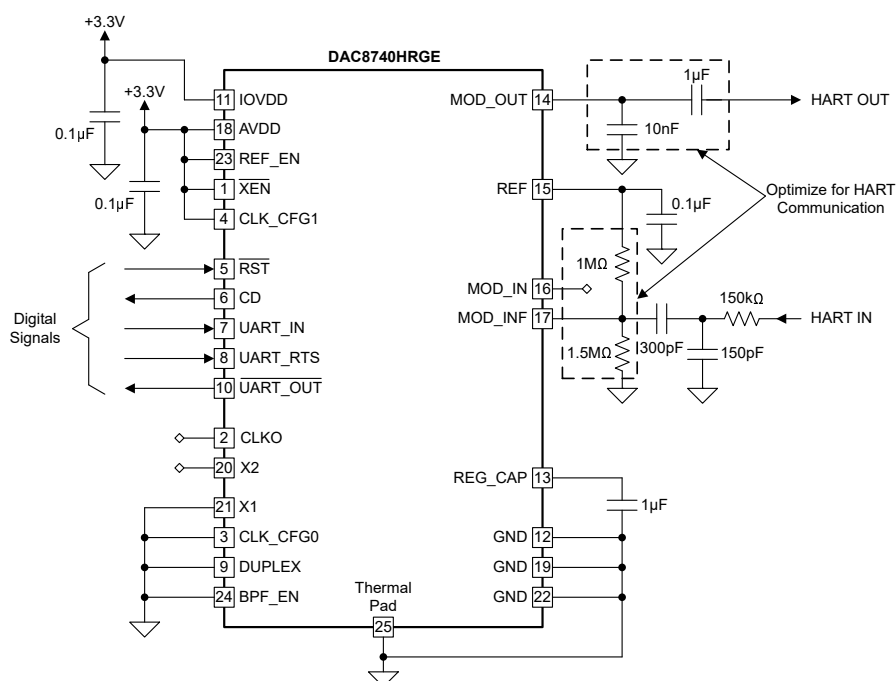 +3.3V
DAC8740HRGE
+3.3V
0.1µF
0.1µF
11 IOVDD
18 AVDD
23 REF_EN
1 XEN
4 CLK_CFG1
5 RST
6 CD
7 UART_IN
8 UART_RTS
10 UART_OUT
Digital
Signals
2 CLKO
20 X2
21 X1
3 CLK_CFG0
9 DUPLEX
24 BPF_EN
Thermal
Pad
25
MOD_OUT 14
1µF
HART OUT
10nF
REF 15
0.1µF
Optimize for HART
Communication
1MΩ
MOD_IN 16
MOD_INF 17
150kΩ
HART IN
300pF
150pF
1.5MΩ
REG_CAP 13
1µF
GND 12
GND 19
GND 22